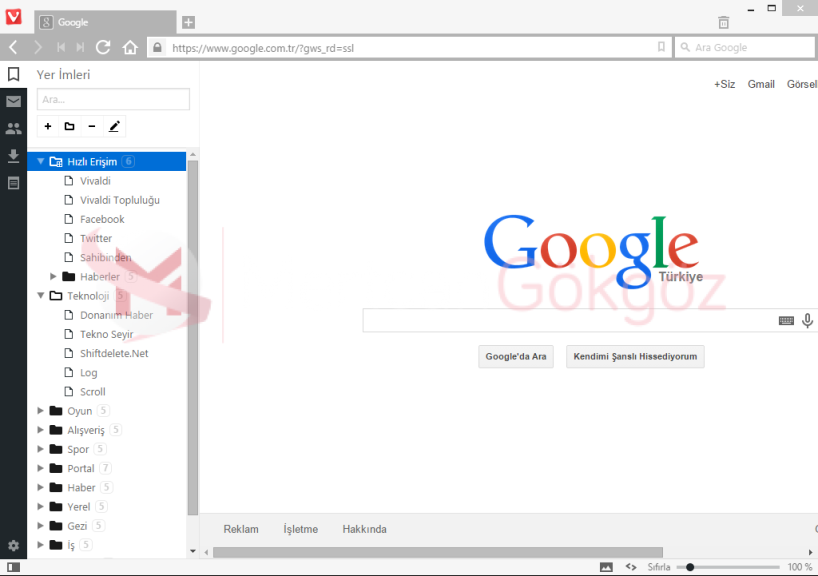 Google
https://www.google.com.tr/?gws_rd=ssl
Ara Google
Yer İmleri
Ara...
Hızlı Erişim 6
Vivaldi
Vivaldi Topluluğu
Facebook
Twitter
Sahibinden
Haberler 5
Teknoloji 5
Donanım Haber
Tekno Seyir
Shiftdelete.Net
Log
Scroll
Oyun 5
Alışveriş 5
Spor 5
Portal 7
Haber 5
Yerel 5
Gezi 5
İş 5
+Siz Gmail Görsel
Google
Türkiye
Gökgöz
Google'da Ara
Kendimi Şanslı Hissediyorum
Reklam İşletme Hakkında
Sıfırla 100 %